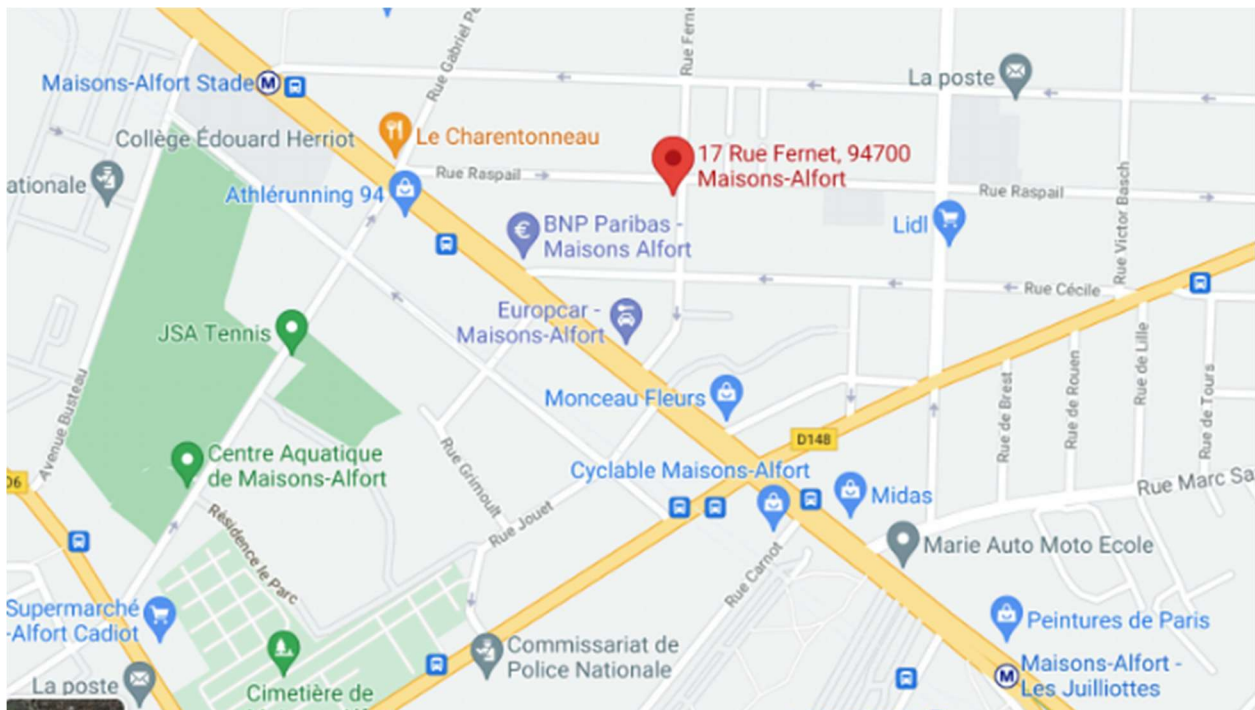 Rue Gabriel Pe
Rue Ferne
Maisons-Alfort Stade
M
La poste
Collège Édouard Herriot
Le Charentonneau
17 Rue Fernet, 94700
Maisons-Alfort
Rue Raspail
Rue Raspail
ationale
Athlérunning 94
Lidl
Rue Victor Basch
BNP Paribas -
Maisons Alfort
Rue Cécile
Europcar -
Maisons-Alfort
JSA Tennis
Monceau Fleurs
Avenue Busteau
Rue de Brest
Rue de Rouen
Rue de Lille
Rue de Tours
D148
Centre Aquatique
de Maisons-Alfort
Rue Grimoult
Cyclable Maisons-Alfort
D6
Midas
Rue Marc Sa
Résidence le Parc
Rue Jouet
Marie Auto Moto Ecole
Rue Carnot
Supermarché
-Alfort Cadiot
Peintures de Paris
Commissariat de
Police Nationale
La poste
Cimetière de
M
Maisons-Alfort -
Les Juilliottes